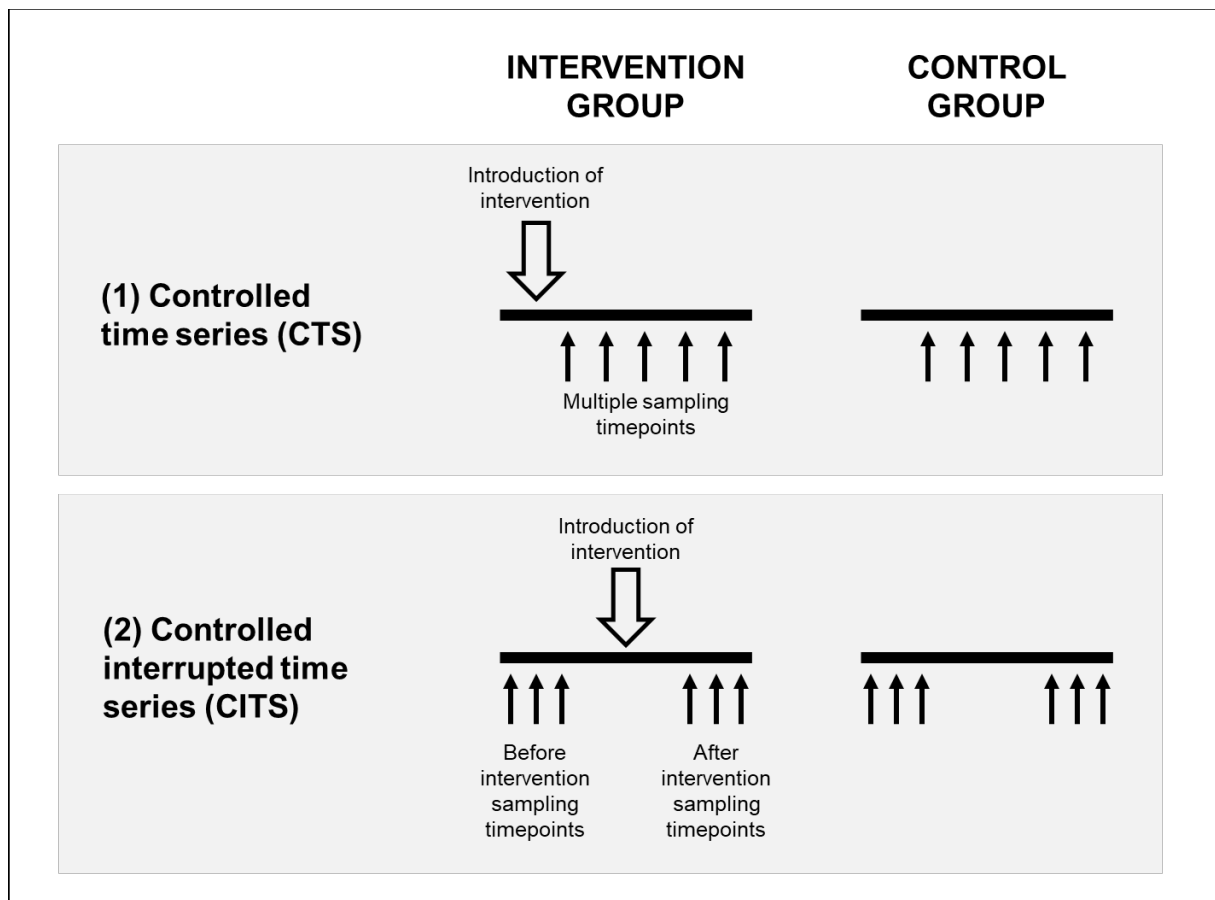 INTERVENTION
GROUP
CONTROL
GROUP
Introduction of
intervention
(1) Controlled
time series (CTS)
Multiple sampling
timepoints
Introduction of
intervention
(2) Controlled
interrupted time
series (CITS)
Before
intervention
sampling
timepoints
After
intervention
sampling
timepoints